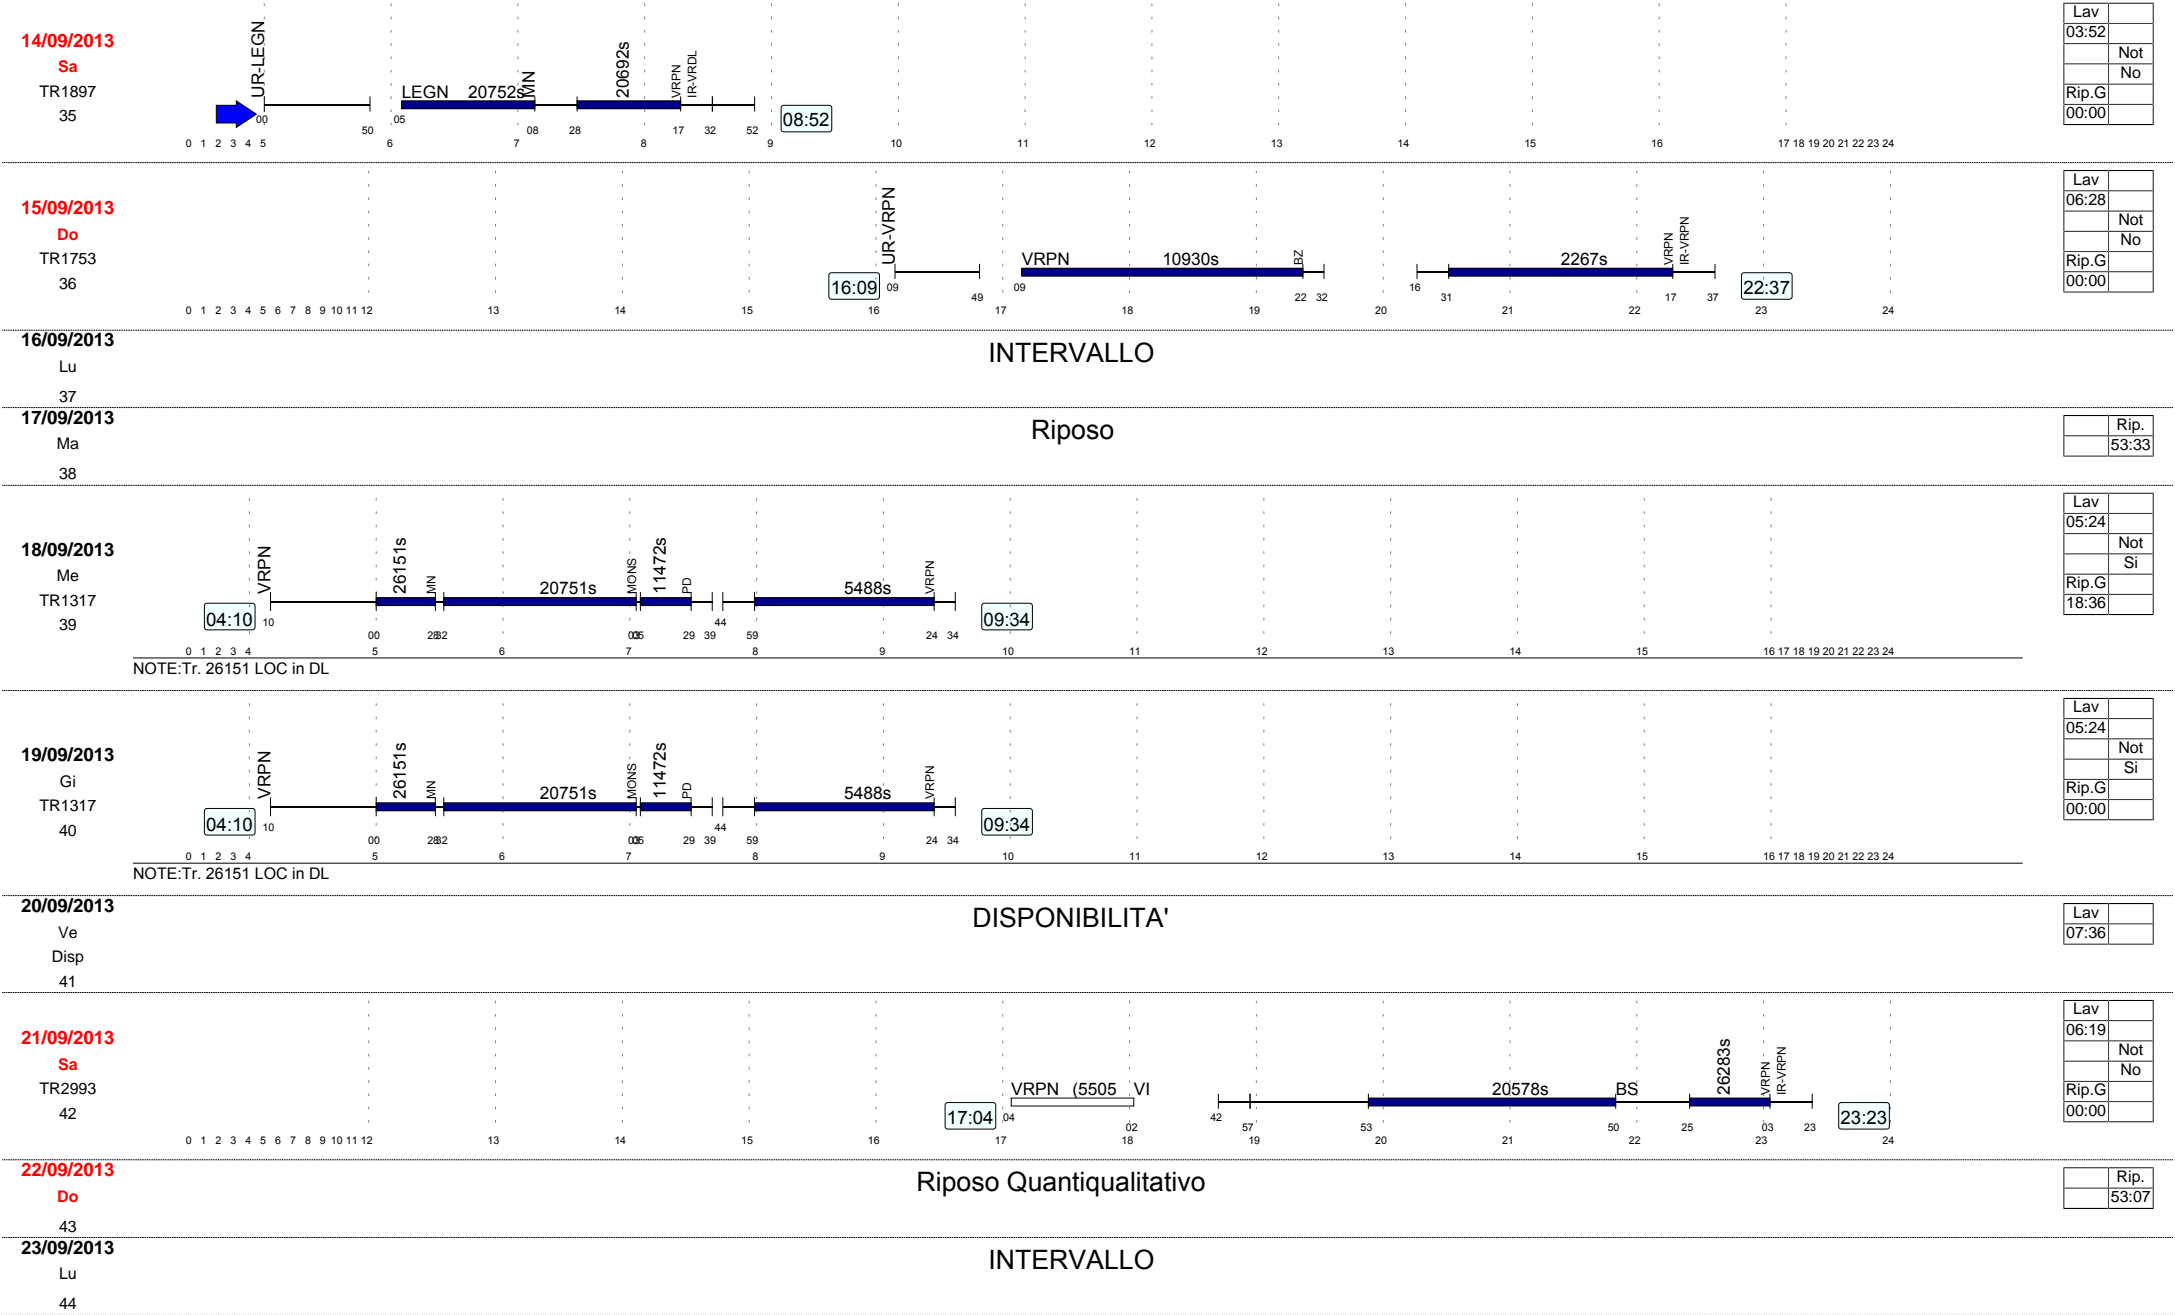 14/09/2013
Sa
TR1897
35
UR-LEGN
LEGN 20752s MN 20692s VRPN IR-VRDL
00 50 05 08 28 17 32 52
08:52
0 1 2 3 4 5 6 7 8 9 10 11 12 13 14 15 16 17 18 19 20 21 22 23 24
Lav
03:52
Not
No
Rip.G
00:00
15/09/2013
Do
TR1753
36
16:09
UR-VRPN
VRPN 10930s BZ 2267s VRPN IR-VRPN
09 49 09 22 32 16 31 17 37
22:37
0 1 2 3 4 5 6 7 8 9 10 11 12 13 14 15 16 17 18 19 20 21 22 23 24
Lav
06:28
Not
No
Rip.G
00:00
16/09/2013
Lu
37
INTERVALLO
17/09/2013
Ma
38
Riposo
Rip.
53:33
18/09/2013
Me
TR1317
39
04:10
VRPN 26151s MN 20751s MONS 11472s PD 5488s VRPN
10 00 28 32 03 05 29 39 44 59 24 34
09:34
0 1 2 3 4 5 6 7 8 9 10 11 12 13 14 15 16 17 18 19 20 21 22 23 24
NOTE:Tr. 26151 LOC in DL
Lav
05:24
Not
Si
Rip.G
18:36
19/09/2013
Gi
TR1317
40
04:10
VRPN 26151s MN 20751s MONS 11472s PD 5488s VRPN
10 00 28 32 03 05 29 39 44 59 24 34
09:34
0 1 2 3 4 5 6 7 8 9 10 11 12 13 14 15 16 17 18 19 20 21 22 23 24
NOTE:Tr. 26151 LOC in DL
Lav
05:24
Not
Si
Rip.G
00:00
20/09/2013
Ve
Disp
41
DISPONIBILITA'
Lav
07:36
21/09/2013
Sa
TR2993
42
17:04
VRPN (5505 VI 20578s BS 26283s VRPN IR-VRPN
04 02 42 57 53 50 25 03 23
23:23
0 1 2 3 4 5 6 7 8 9 10 11 12 13 14 15 16 17 18 19 20 21 22 23 24
Lav
06:19
Not
No
Rip.G
00:00
22/09/2013
Do
43
Riposo Quantiqualitativo
Rip.
53:07
23/09/2013
Lu
44
INTERVALLO